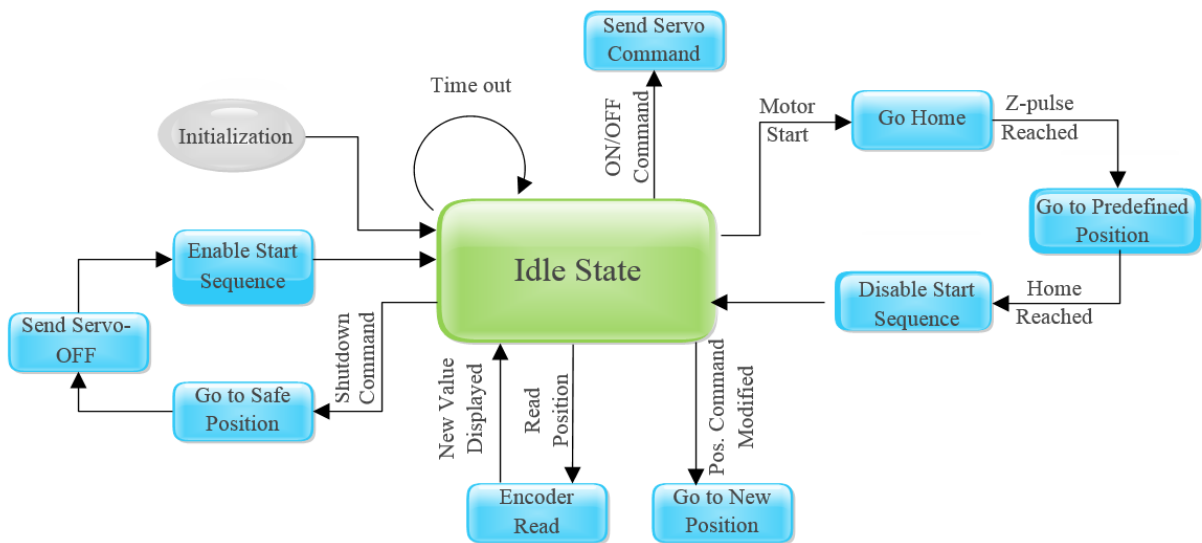 Send Servo
Command
Time out
Initialization
ON/OFF
Command
Motor
Start
Go Home
Z-pulse
Reached
Go to Predefined
Position
Enable Start
Sequence
Idle State
Disable Start
Sequence
Home
Reached
Send Servo-
OFF
Go to Safe
Position
Shutdown
Command
New Value
Displayed
Read
Position
Pos. Command
Modified
Encoder
Read
Go to New
Position